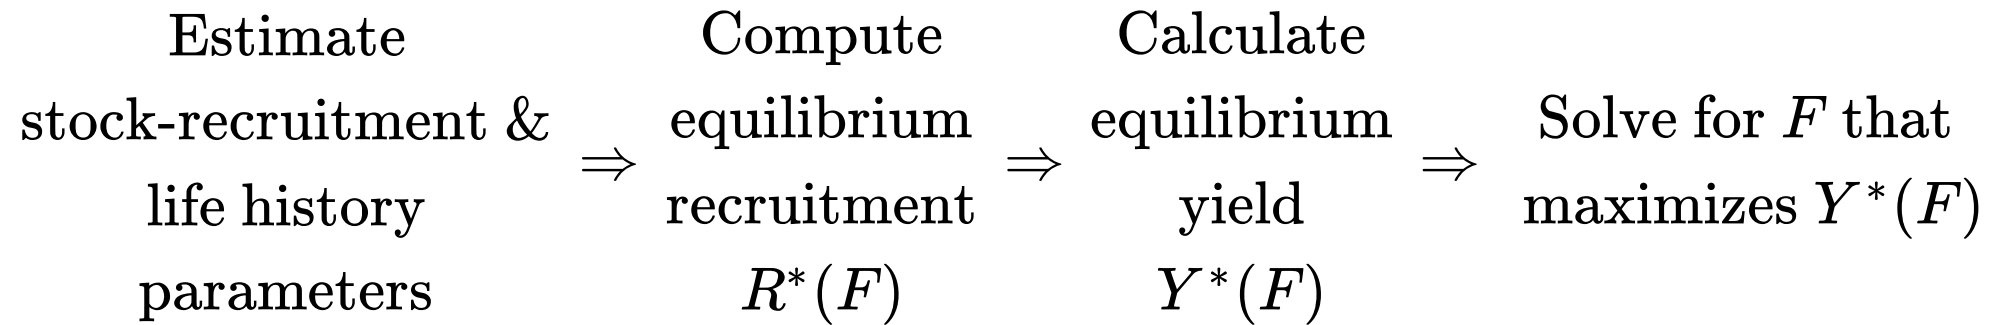 Estimate
stock-recruitment &
life history
parameters
⇒
Compute
equilibrium
recruitment
R*(F)
⇒
Calculate
equilibrium
yield
Y*(F)
⇒
Solve for F that
maximizes Y*(F)